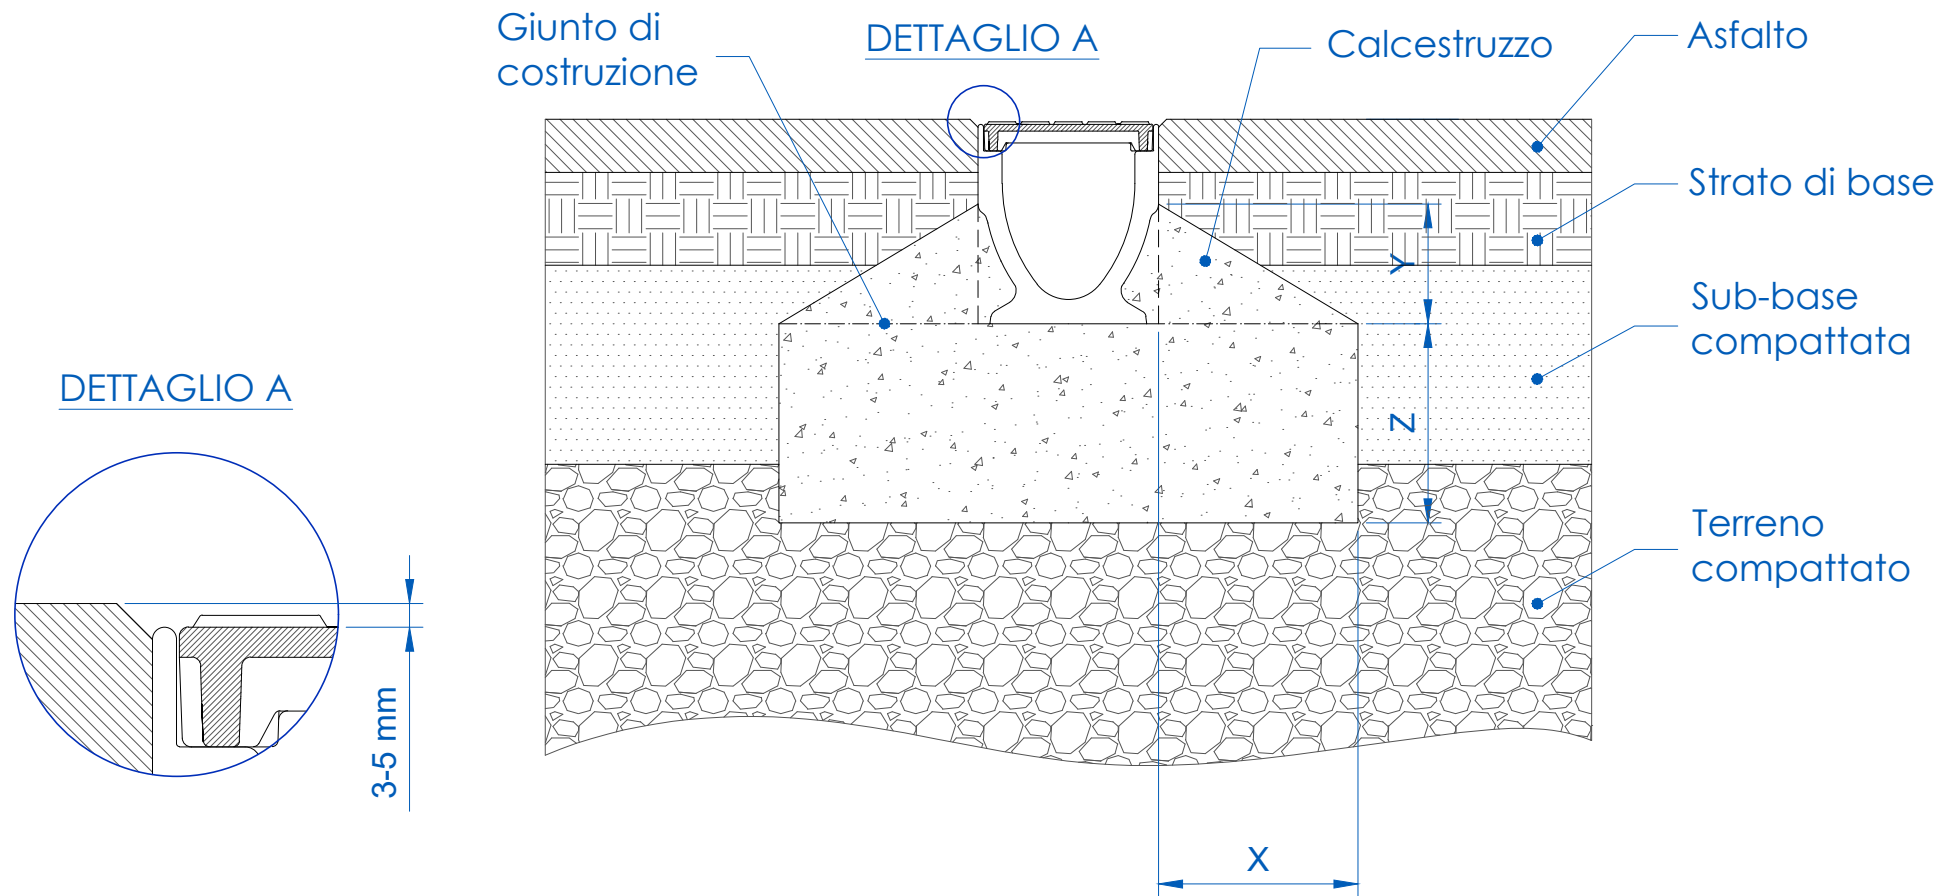 Giunto di
costruzione
DETTAGLIO A
Calcestruzzo
Asfalto
Strato di base
Sub-base
compattata
Terreno
compattato
Y
Z
X
DETTAGLIO A
3-5 mm